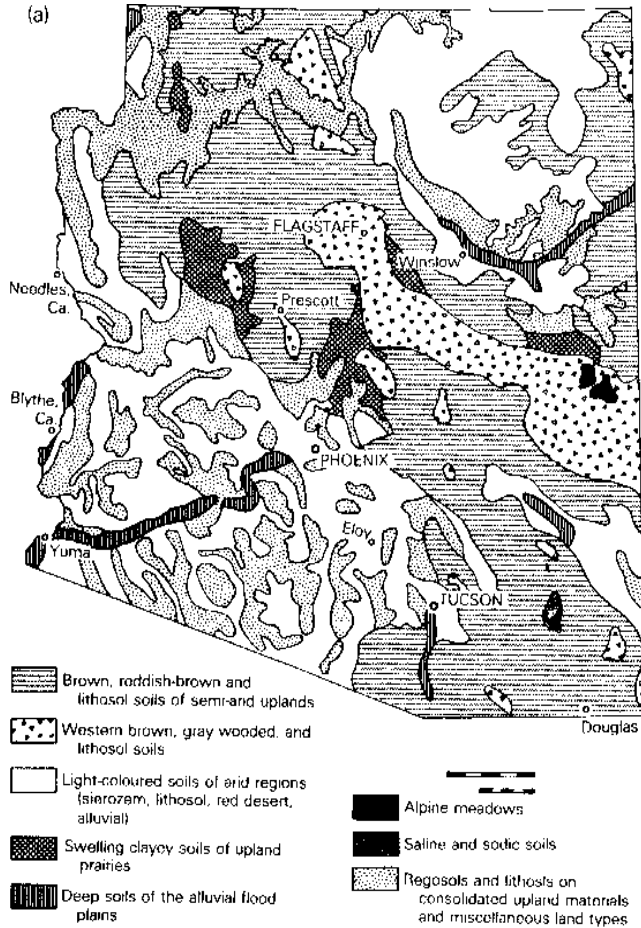 (a)
FLAGSTAFF
Winslow
Needles,
Ca.
Prescott
Blythe,
Ca
PHOENIX
Eloy
Yuma
TUCSON
Douglas
Brown, roddish-brown and
lithosol soils of semi-arid uplands
Western brown, gray wooded, and
lithosol soils
Light-coloured soils of arid regions
(sierozem, lithosol, red desert,
alluvial)
Swelling clayey soils of upland
prairies
Deep soils of the alluvial flood
plains
Alpine meadows
Saline and sodic soils
Regosols and lithosls on
consolidated upland materials
and miscellaneous land types